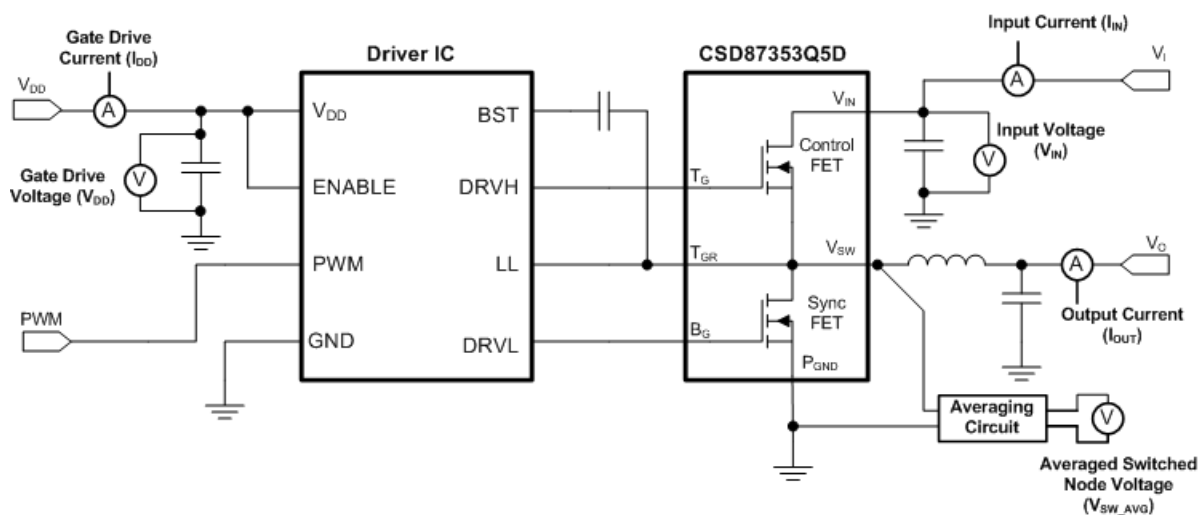 Gate Drive
Current (IDD)
VDD
A
Gate Drive
Voltage (VDD)
V
PWM
Driver IC
VDD
ENABLE
PWM
GND
BST
DRVH
LL
DRVL
CSD87353Q5D
VIN
Control
FET
TG
TGR
VSW
Sync
FET
BG
PGND
Input Current (IIN)
A
VI
Input Voltage
(VIN)
V
VO
A
Output Current
(IOUT)
Averaging
Circuit
V
Averaged Switched
Node Voltage
(VSW_AVG)